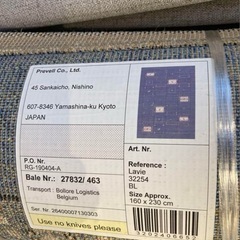 Prevell Co., Ltd.
45 Sankaicho, Nishino
607-8346 Yamashina-ku Kyoto
JAPAN
P.O. Nr.
RG-190404-A
Bale Nr.: 27832/ 463
Transport : Bollore Logistics
Belgium
Ser. Nr. 26400007130303
Use no knives please
Art. Nr.
Reference :
Lavie
32254
BL
Size Approx.
160 x 230 cm
3202406652